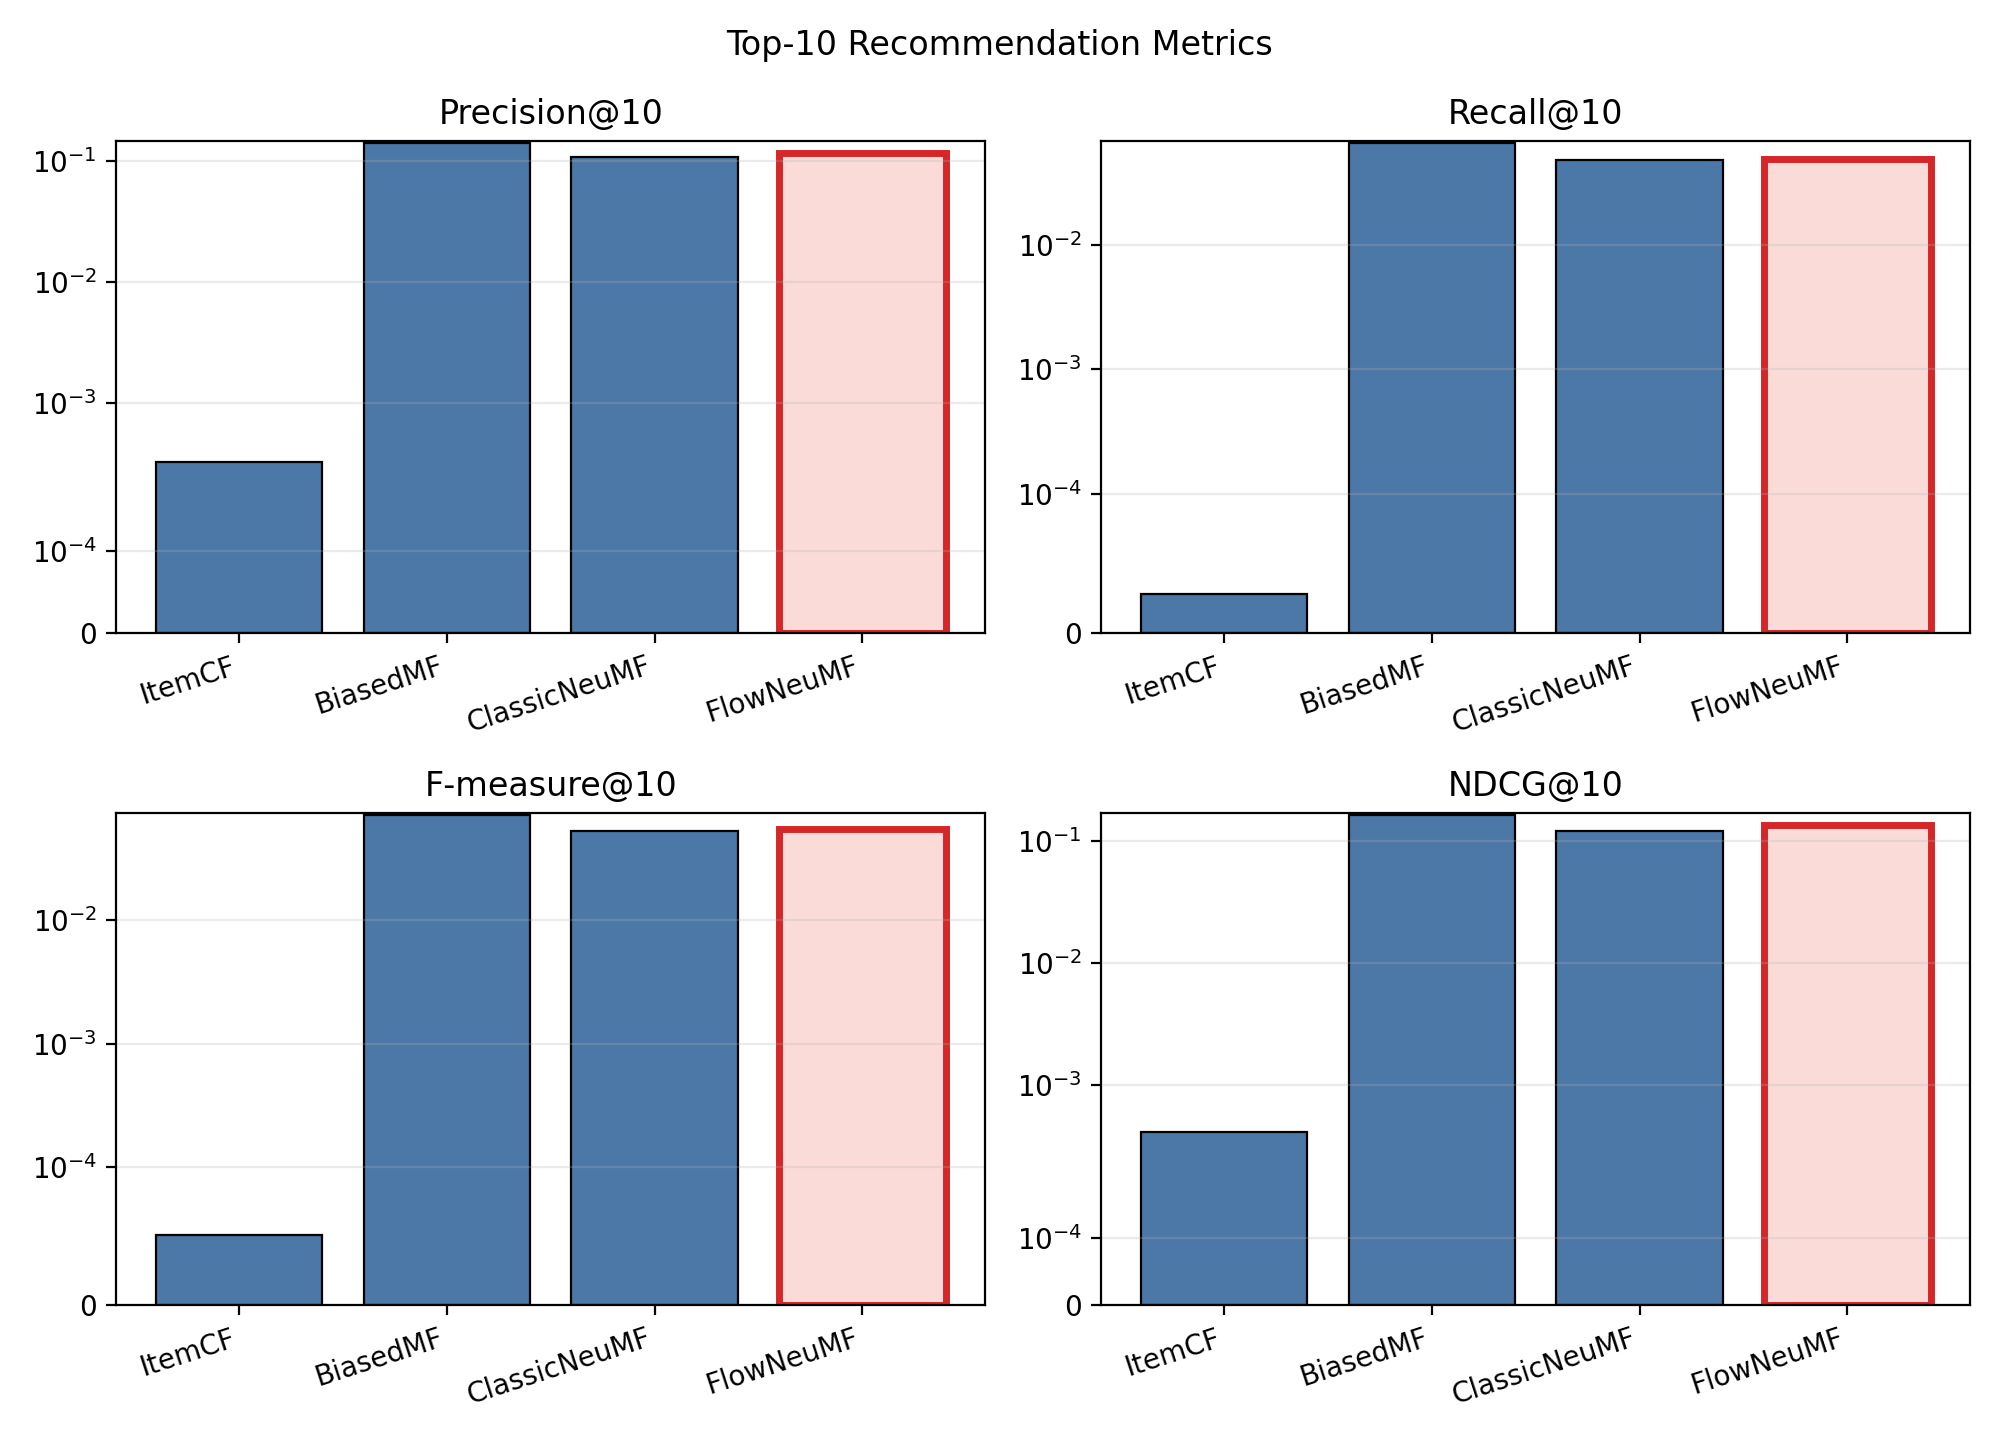 Top-10 Recommendation Metrics
Precision@10
10⁻¹
10⁻²
10⁻³
10⁻⁴
0
ItemCF
BiasedMF
ClassicNeuMF
FlowNeuMF
Recall@10
10⁻²
10⁻³
10⁻⁴
0
ItemCF
BiasedMF
ClassicNeuMF
FlowNeuMF
F-measure@10
10⁻²
10⁻³
10⁻⁴
0
ItemCF
BiasedMF
ClassicNeuMF
FlowNeuMF
NDCG@10
10⁻¹
10⁻²
10⁻³
10⁻⁴
0
ItemCF
BiasedMF
ClassicNeuMF
FlowNeuMF